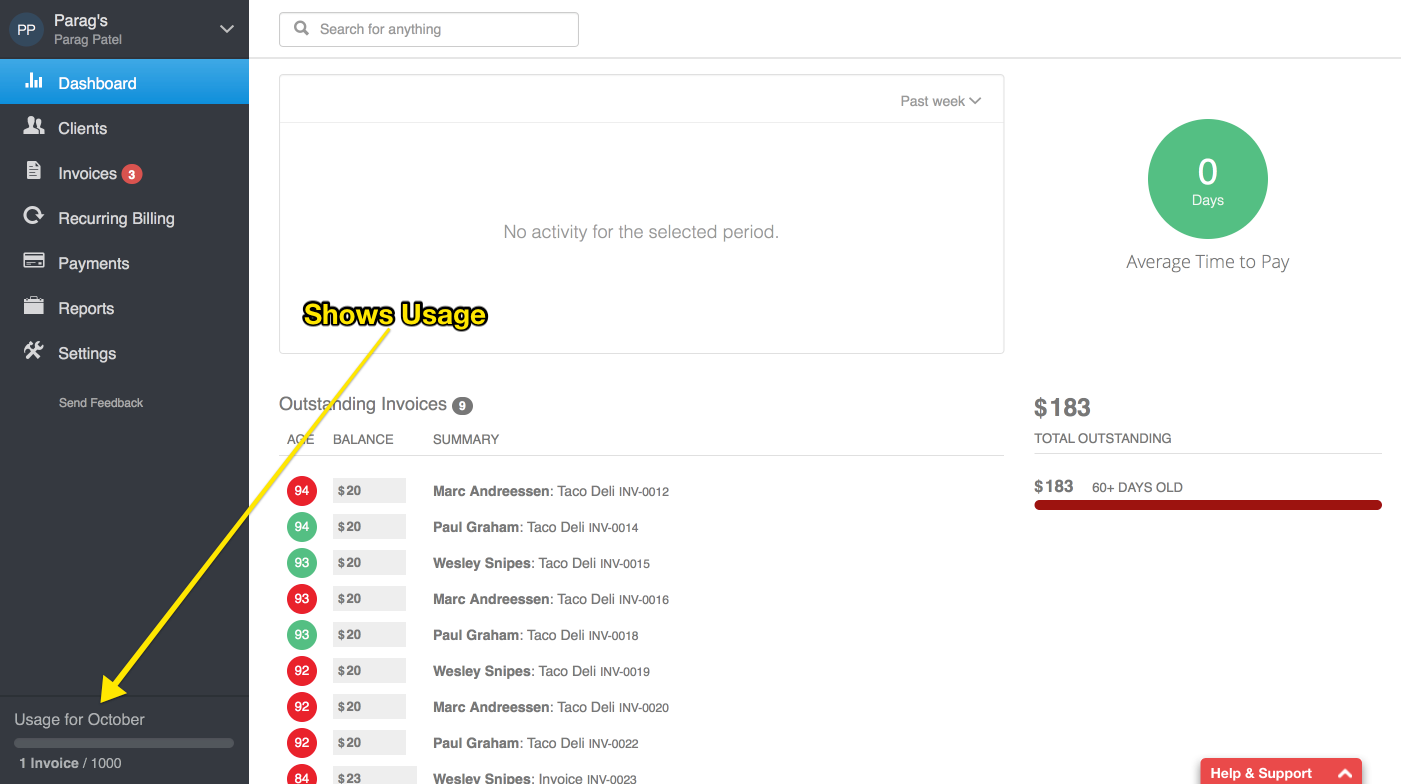 PP
Parag's
Parag Patel
Dashboard
Clients
Invoices 3
Recurring Billing
Payments
Reports
Settings
Send Feedback
Usage for October
1 Invoice / 1000
Search for anything
Past week
No activity for the selected period.
Shows Usage
0
Days
Average Time to Pay
Outstanding Invoices 9
AGE BALANCE SUMMARY
94 $20 Marc Andreessen: Taco Deli INV-0012
94 $20 Paul Graham: Taco Deli INV-0014
93 $20 Wesley Snipes: Taco Deli INV-0015
93 $20 Marc Andreessen: Taco Deli INV-0016
93 $20 Paul Graham: Taco Deli INV-0018
92 $20 Wesley Snipes: Taco Deli INV-0019
92 $20 Marc Andreessen: Taco Deli INV-0020
92 $20 Paul Graham: Taco Deli INV-0022
84 $23 Wesley Snipes: Invoice INV-0023
$183
TOTAL OUTSTANDING
$183 60+ DAYS OLD
Help & Support